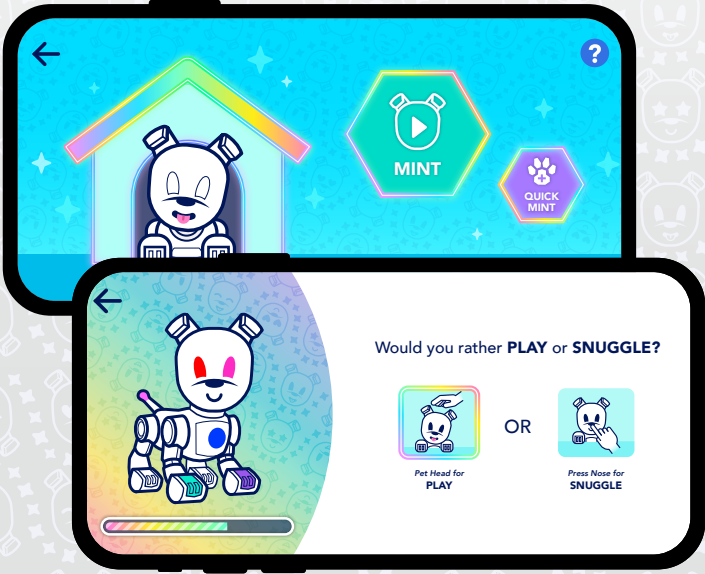 ?
MINT
QUICK
MINT
Would you rather PLAY or SNUGGLE?
OR
Pet Head for
PLAY
Press Nose for
SNUGGLE